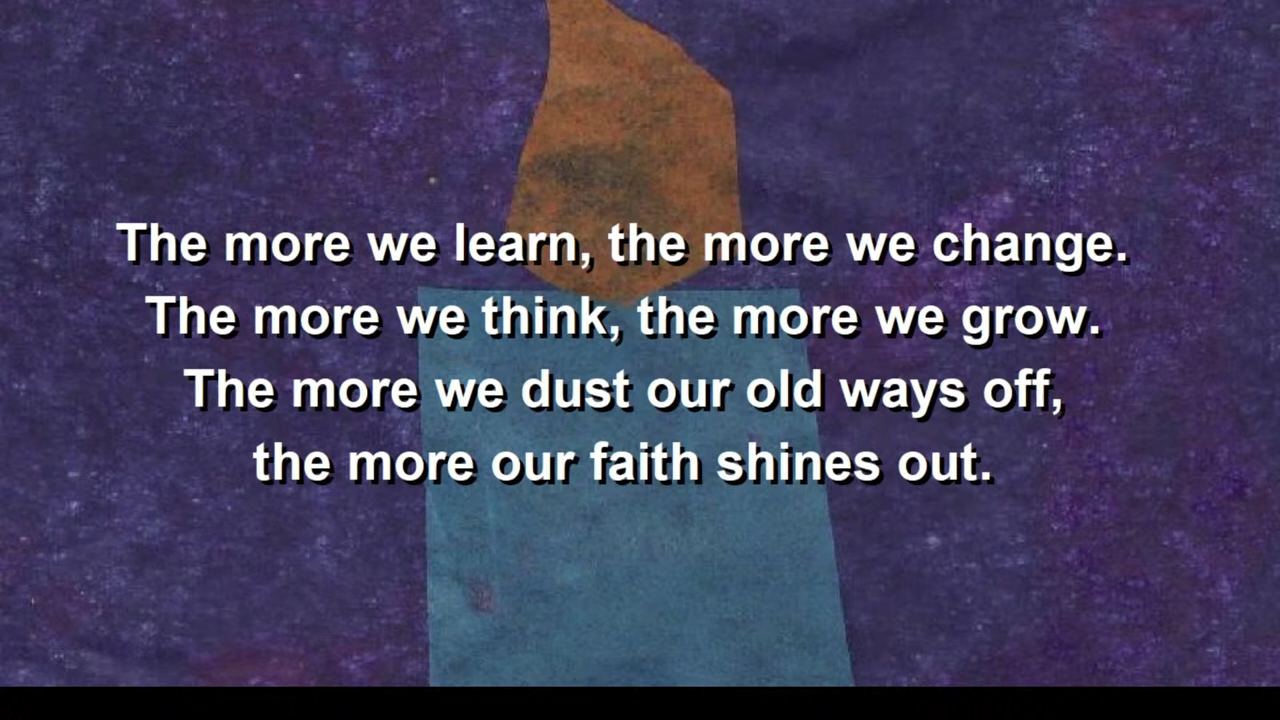 The more we learn, the more we change.
The more we think, the more we grow.
The more we dust our old ways off,
the more our faith shines out.